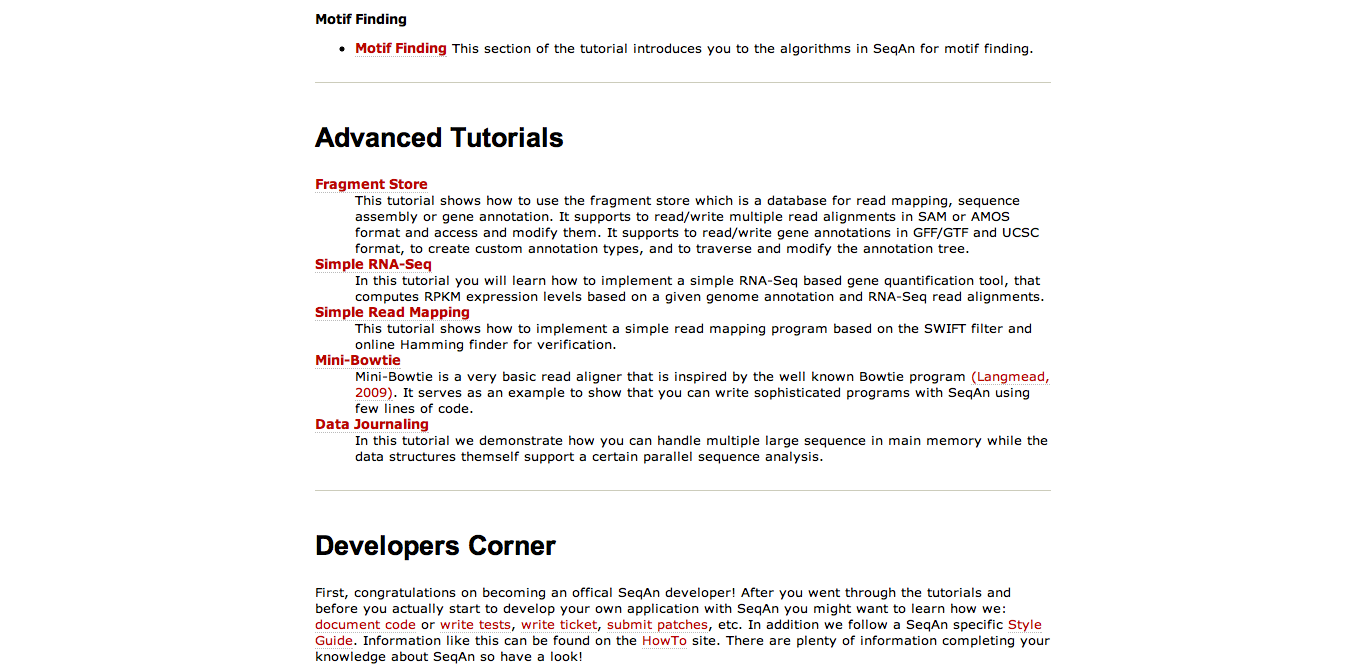 Motif Finding
• Motif Finding This section of the tutorial introduces you to the algorithms in SeqAn for motif finding.
Advanced Tutorials
Fragment Store
This tutorial shows how to use the fragment store which is a database for read mapping, sequence
assembly or gene annotation. It supports to read/write multiple read alignments in SAM or AMOS
format and access and modify them. It supports to read/write gene annotations in GFF/GTF and UCSC
format, to create custom annotation types, and to traverse and modify the annotation tree.
Simple RNA-Seq
In this tutorial you will learn how to implement a simple RNA-Seq based gene quantification tool, that
computes RPKM expression levels based on a given genome annotation and RNA-Seq read alignments.
Simple Read Mapping
This tutorial shows how to implement a simple read mapping program based on the SWIFT filter and
online Hamming finder for verification.
Mini-Bowtie
Mini-Bowtie is a very basic read aligner that is inspired by the well known Bowtie program (Langmead,
2009). It serves as an example to show that you can write sophisticated programs with SeqAn using
few lines of code.
Data Journaling
In this tutorial we demonstrate how you can handle multiple large sequence in main memory while the
data structures themself support a certain parallel sequence analysis.
Developers Corner
First, congratulations on becoming an offical SeqAn developer! After you went through the tutorials and
before you actually start to develop your own application with SeqAn you might want to learn how we:
document code or write tests, write ticket, submit patches, etc. In addition we follow a SeqAn specific Style
Guide. Information like this can be found on the HowTo site. There are plenty of information completing your
knowledge about SeqAn so have a look!